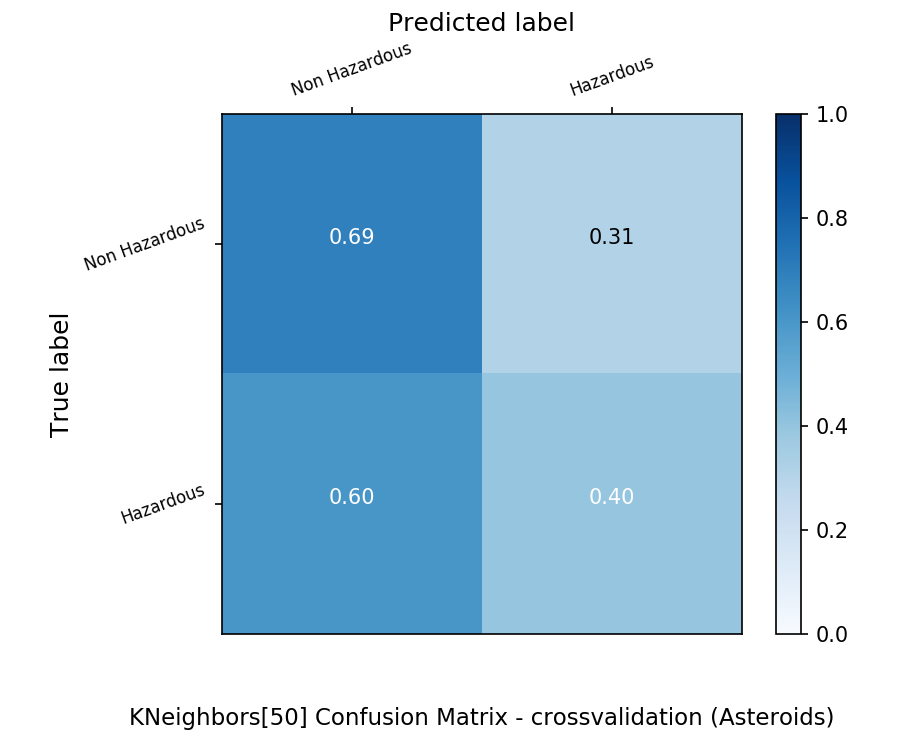 Predicted label
Non Hazardous
Hazardous
1.0
Non Hazardous
0.69
0.31
0.8
0.6
True label
0.4
Hazardous
0.60
0.40
0.2
0.0
KNeighbors[50] Confusion Matrix - crossvalidation (Asteroids)